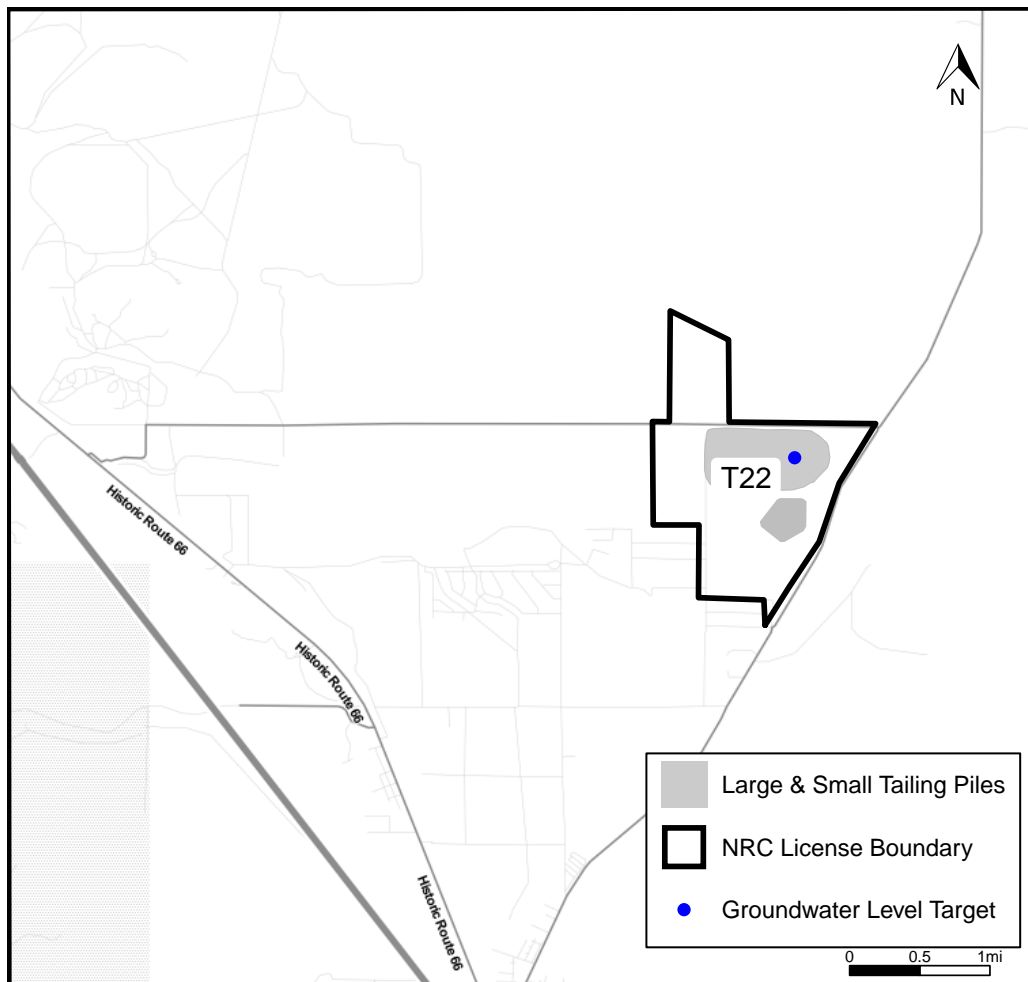 N
T22
Historic Route 66
Historic Route 66
Historic Route 66
Large & Small Tailing Piles
NRC License Boundary
Groundwater Level Target
0 0.5 1mi